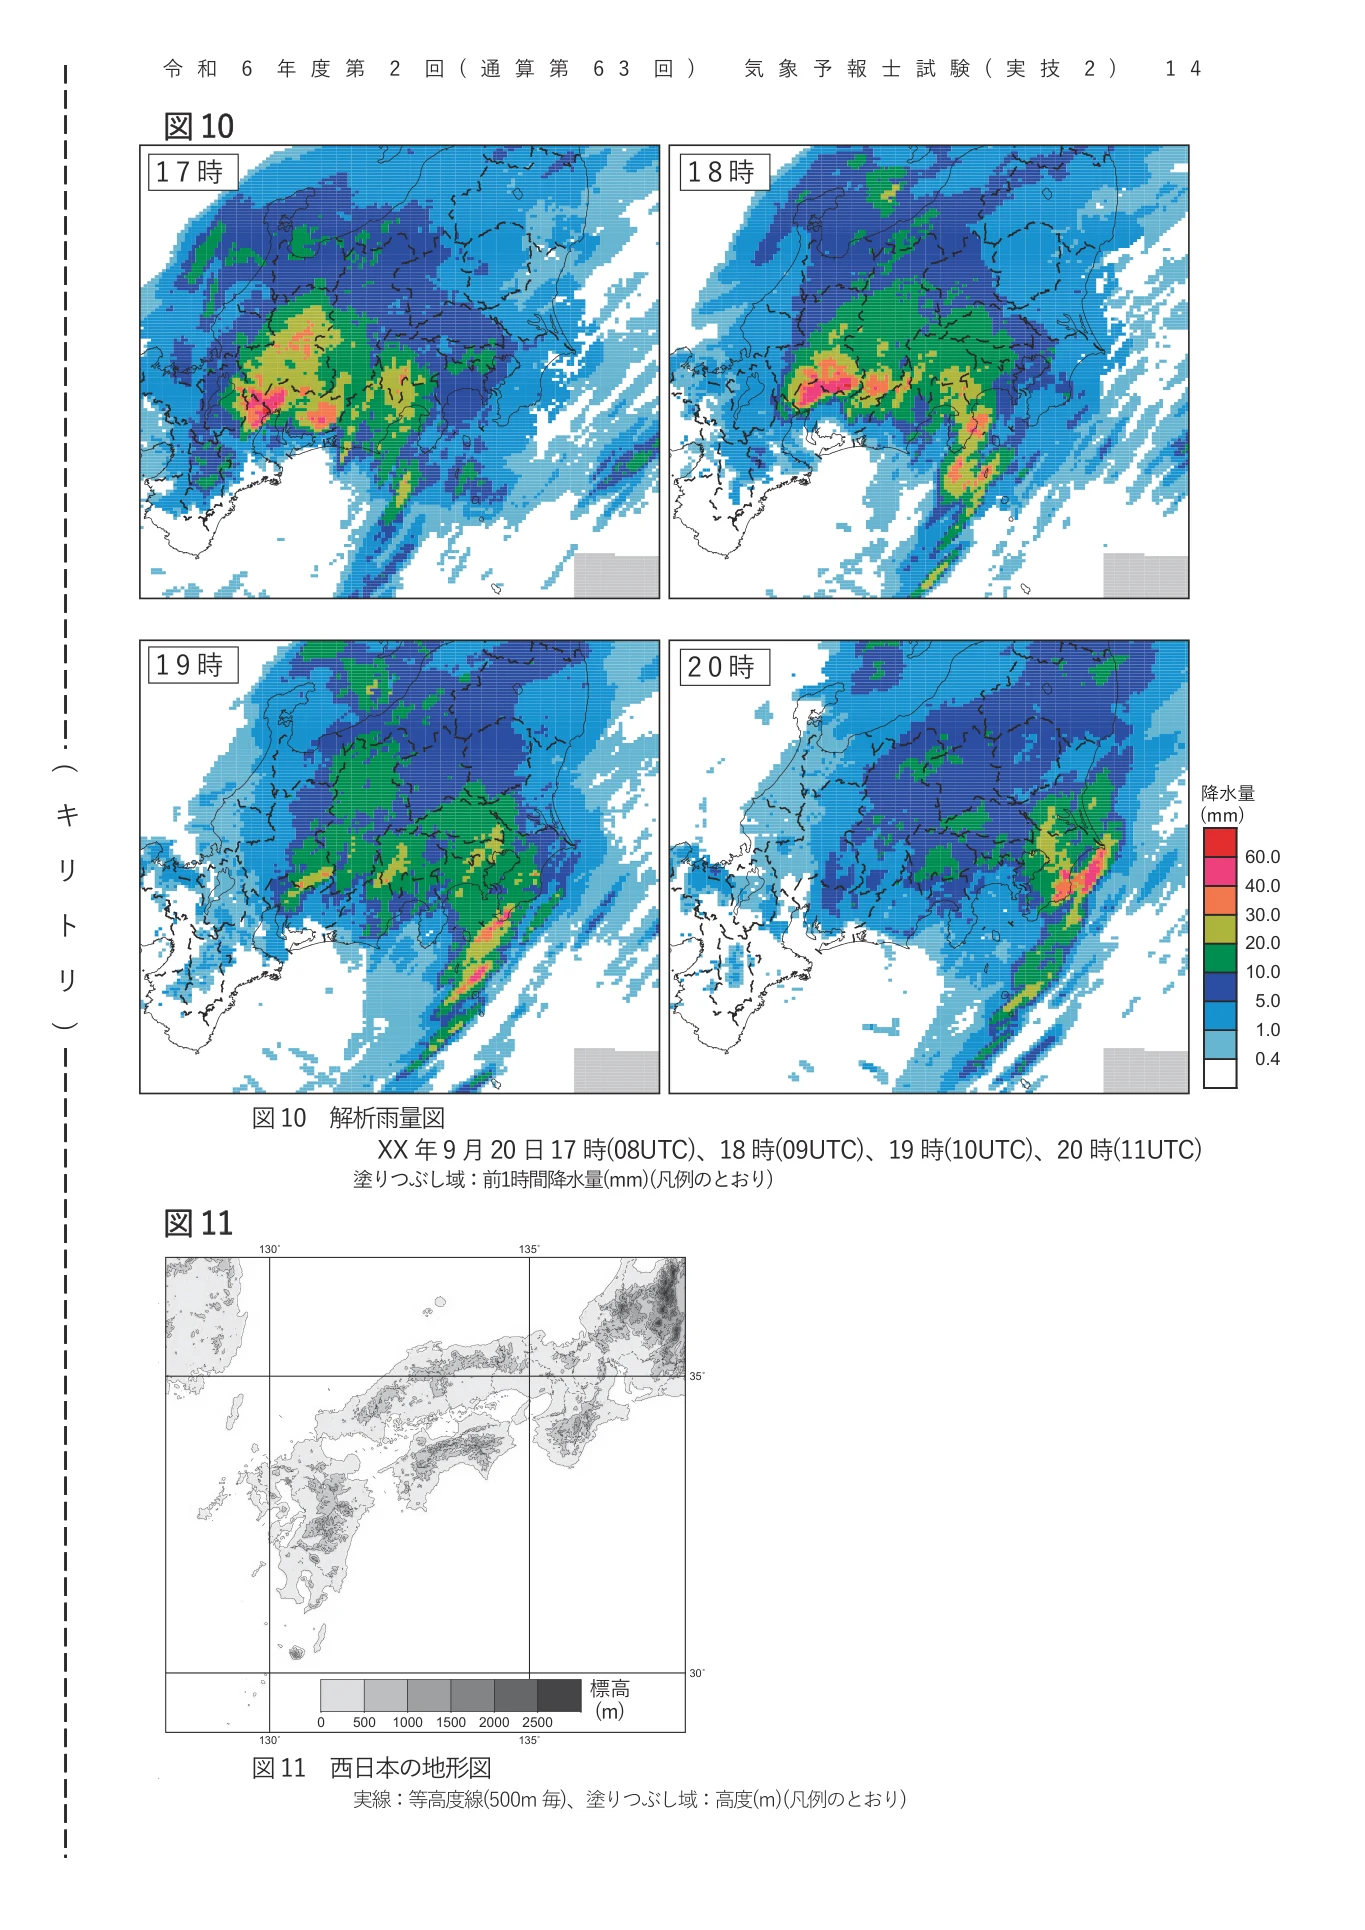 令和6年度第2回(通算第63回) 気象予報士試験(実技2) 14
図10
17時
18時
19時
20時
降水量
(mm)
60.0
40.0
30.0
20.0
10.0
5.0
1.0
0.4
(キリトリ)
図10 解析雨量図
XX年9月20日17時(08UTC)、18時(09UTC)、19時(10UTC)、20時(11UTC)
塗りつぶし域：前1時間降水量(mm)(凡例のとおり)
図11
130°
135°
35°
30°
標高
(m)
0 500 1000 1500 2000 2500
130°
135°
図11 西日本の地形図
実線：等高度線(500m毎)、塗りつぶし域：高度(m)(凡例のとおり)